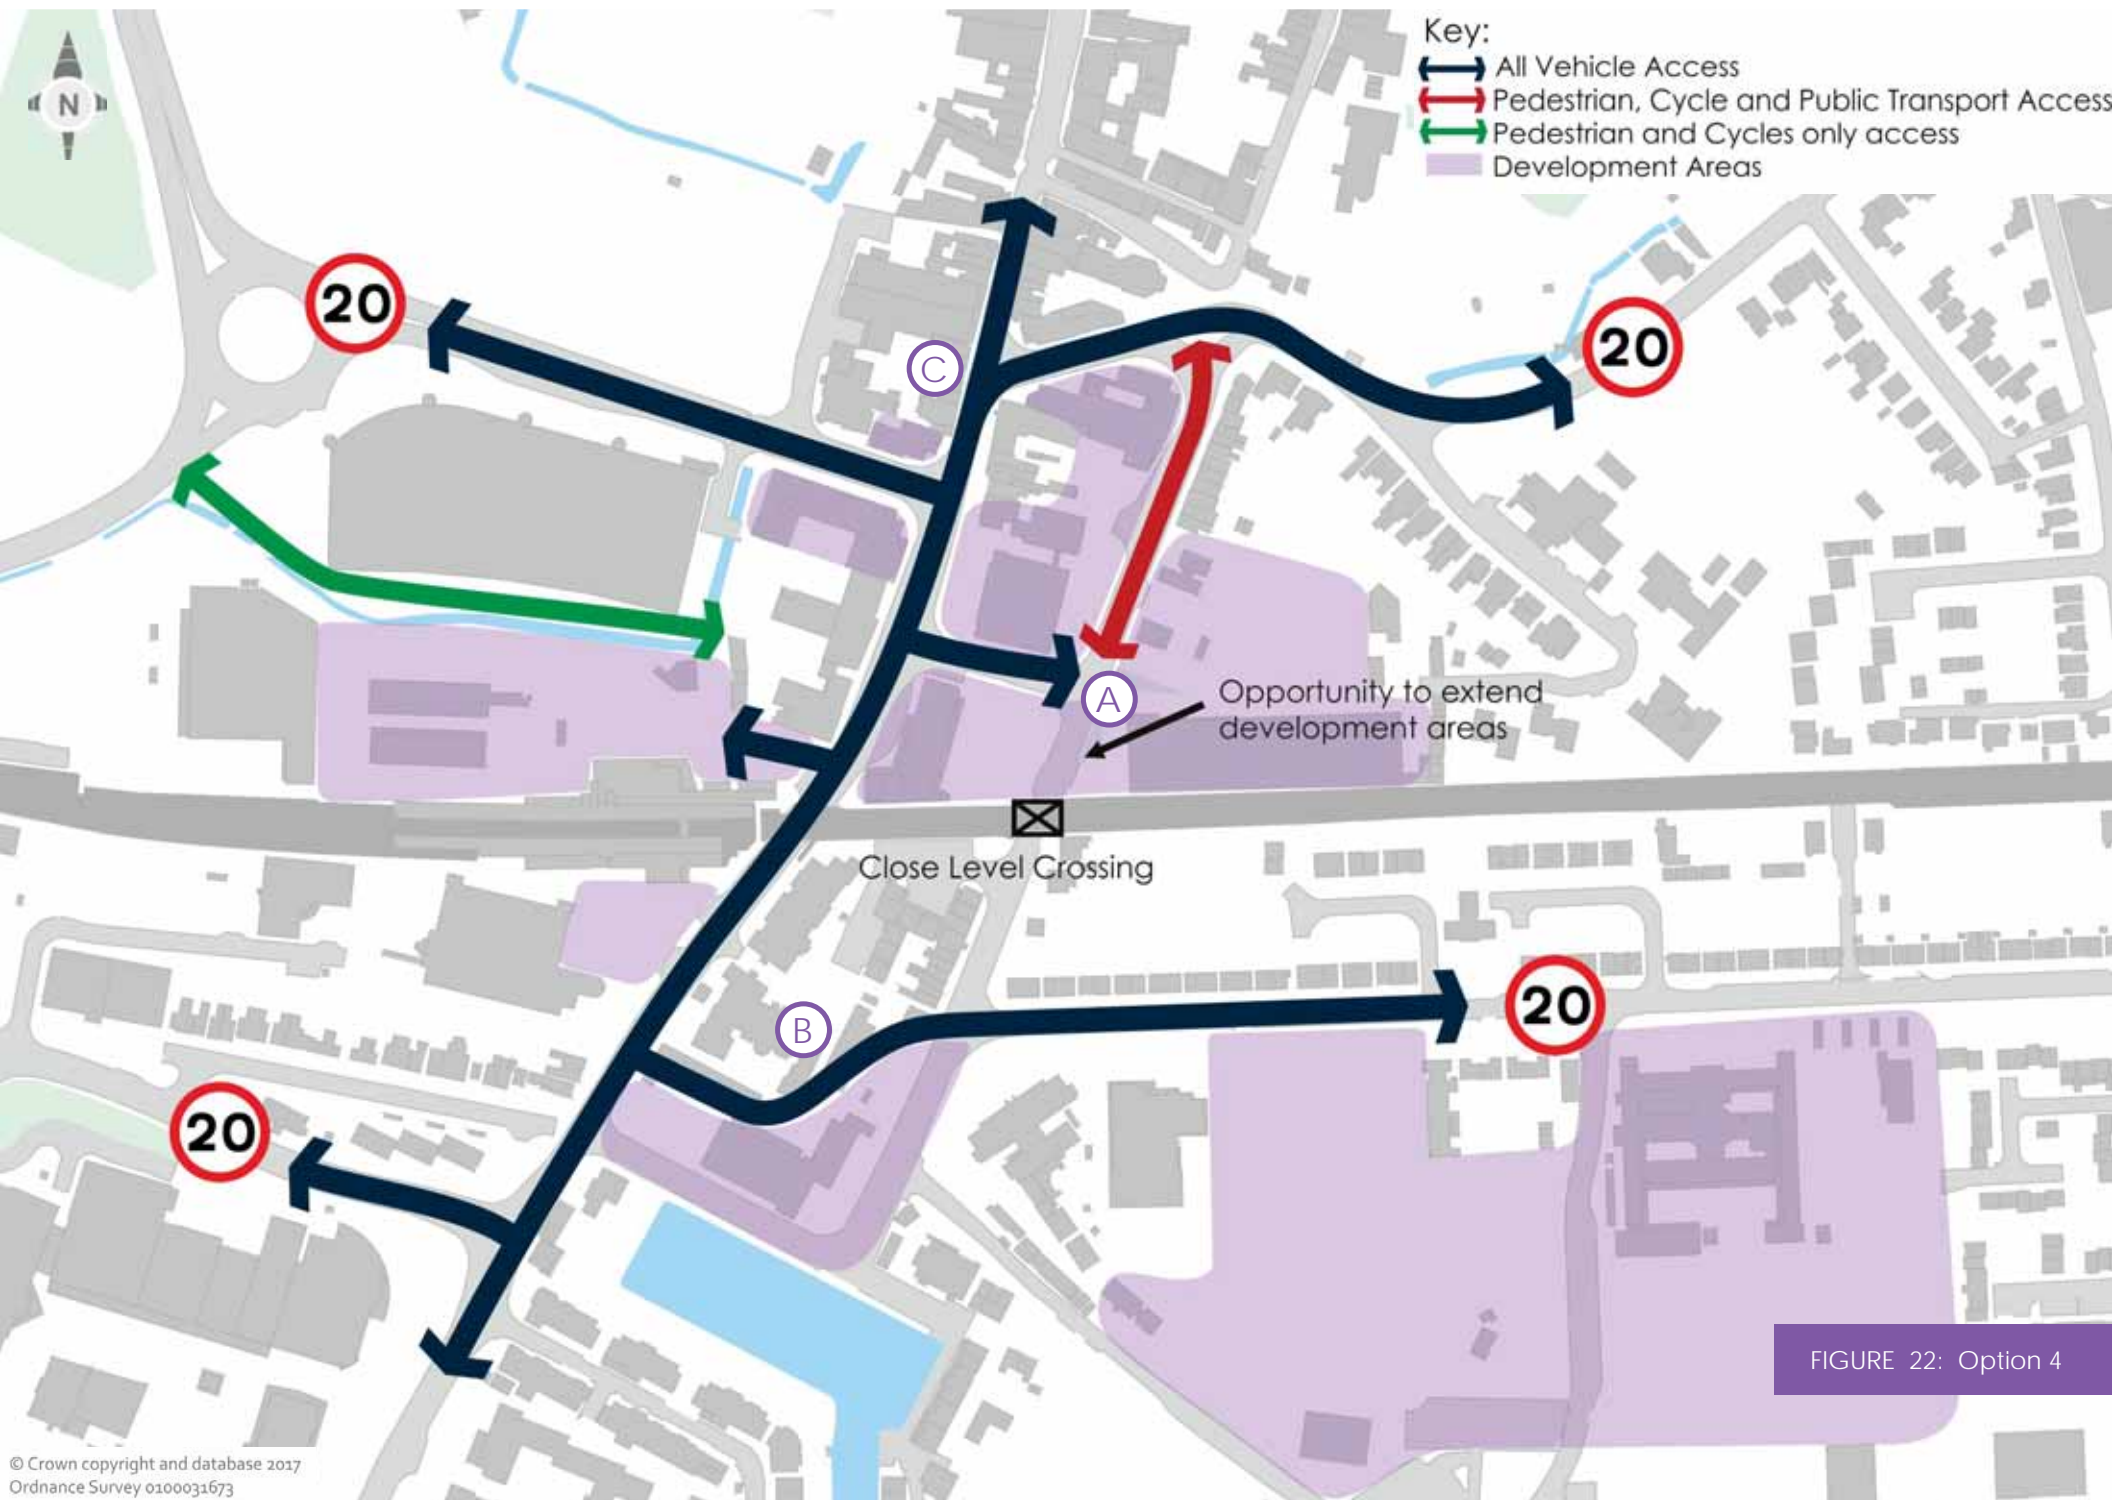 Key:
All Vehicle Access
Pedestrian, Cycle and Public Transport Access
Pedestrian and Cycles only access
Development Areas
N
20
20
C
A
Opportunity to extend
development areas
Close Level Crossing
20
B
20
FIGURE 22: Option 4
© Crown copyright and database 2017
Ordnance Survey 0100031673